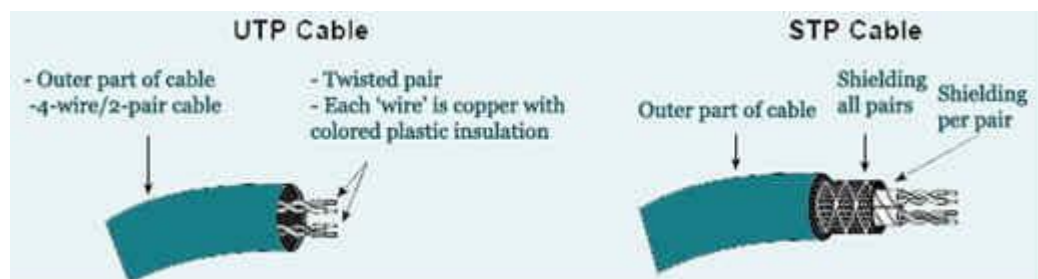 UTP Cable
- Outer part of cable
-4-wire/2-pair cable
- Twisted pair
- Each 'wire' is copper with
colored plastic insulation
STP Cable
Outer part of cable
Shielding
all pairs
Shielding
per pair